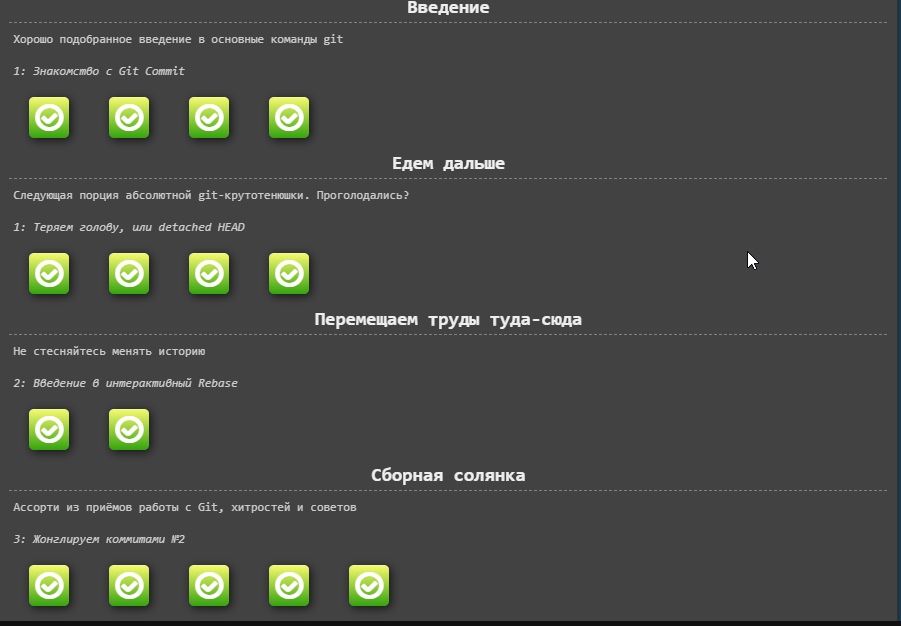 Введение
Хорошо подобранное введение в основные команды git
1: Знакомство с Git Commit
Едем дальше
Следующая порция абсолютной git-крутотенюшки. Проголодались?
1: Теряем голову, или detached HEAD
Перемещаем труды туда-сюда
Не стесняйтесь менять историю
2: Введение в интерактивный Rebase
Сборная солянка
Ассорти из приёмов работы с Git, хитростей и советов
3: Жонглируем коммитами №2